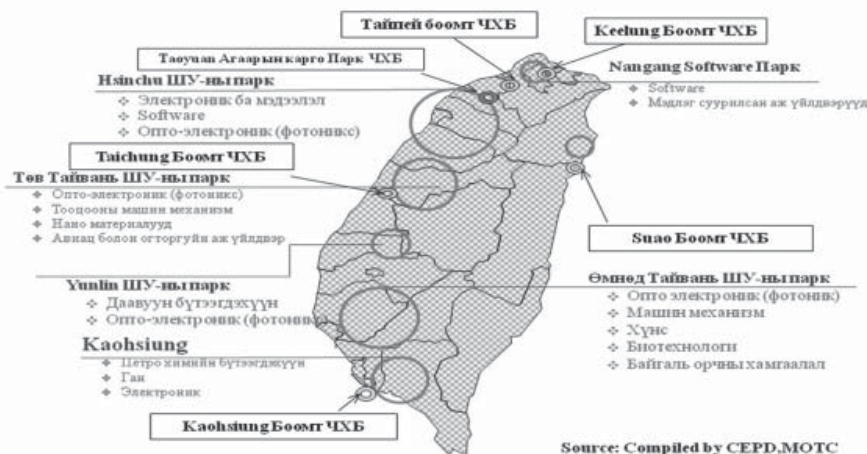 Тайпей боомт ЧХБ
Keelung Боомт ЧХБ
Taoyuan Агаарын карго Парк ЧХБ
Hsinchu ШУ-ны парк
Электроник ба мэдээлэл
Software
Опто-электроник (фотоникс)
Nangang Software Парк
Software
Мэдлэг суурилсан аж үйлдвэрүүд
Taichung Боомт ЧХБ
Төв Тайвань ШУ-ны парк
Опто-электроник (фотоникс)
Тооцооны машин механизм
Нано материалууд
Авиац болон огторгуйн аж үйлдвэр
Suao Боомт ЧХБ
Yunlin ШУ-ны парк
Даавуун бүтээгдэхүүн
Опто-электроник (фотоникс)
Өмнөд Тайвань ШУ-ны парк
Опто электроник (фотоник)
Машин механизм
Хүнс
Биотехнологи
Байгаль орчны хамгаалал
Kaohsiung
Петро химийн бүтээгдэхүүн
Ган
Электроник
Kaohsiung Боомт ЧХБ
Source: Compiled by CEPD,MOTC